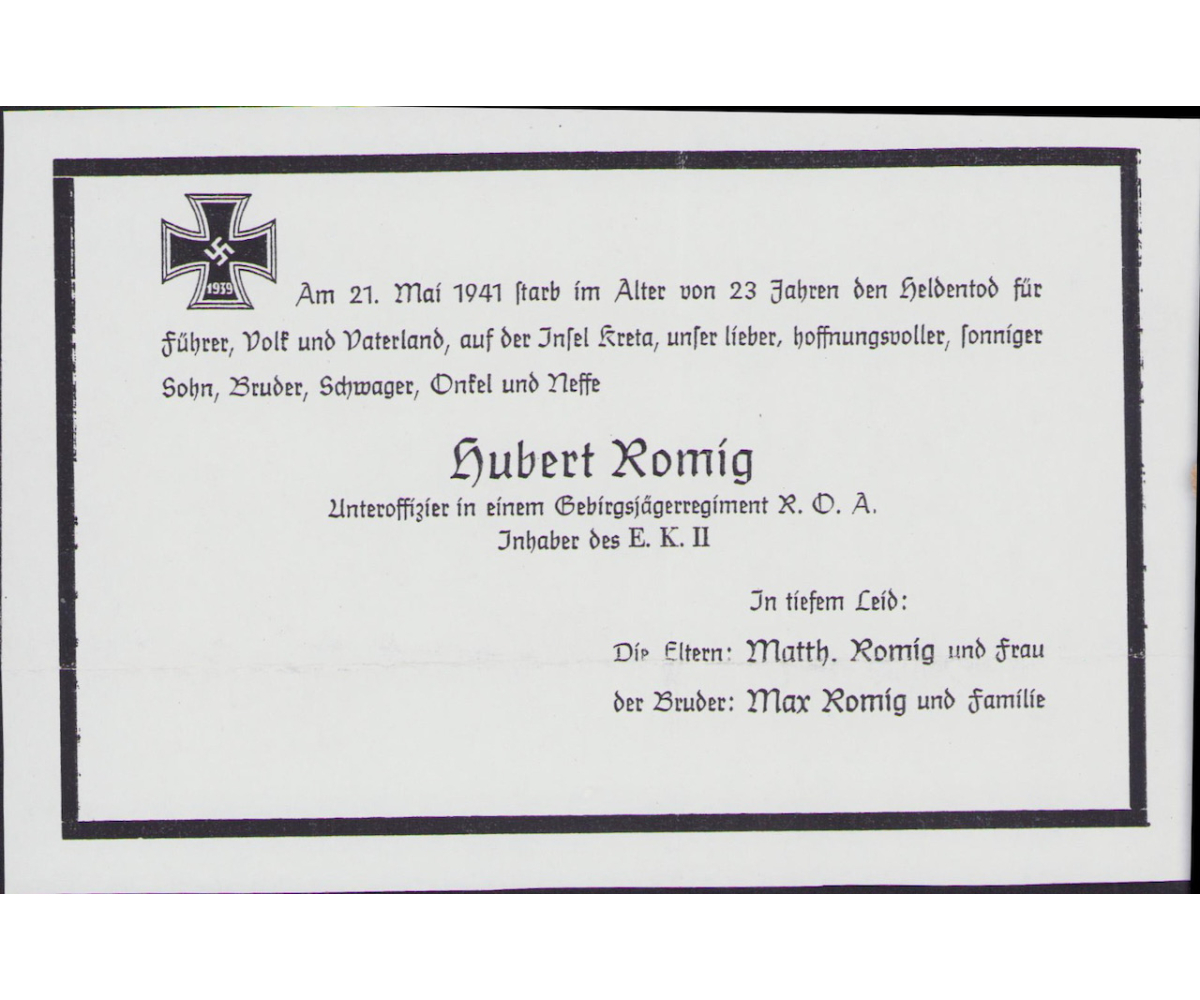 1939
Am 21. Mai 1941 starb im Alter von 23 Jahren den Heldentod für
Führer, Volk und Vaterland, auf der Insel Kreta, unser lieber, hoffnungsvoller, sonniger
Sohn, Bruder, Schwager, Onkel und Neffe
Hubert Romig
Unteroffizier in einem Gebirgsjägerregiment R. O. A.
Inhaber des E. K. II
In tiefem Leid:
Die Eltern: Matth. Romig und Frau
der Bruder: Max Romig und Familie